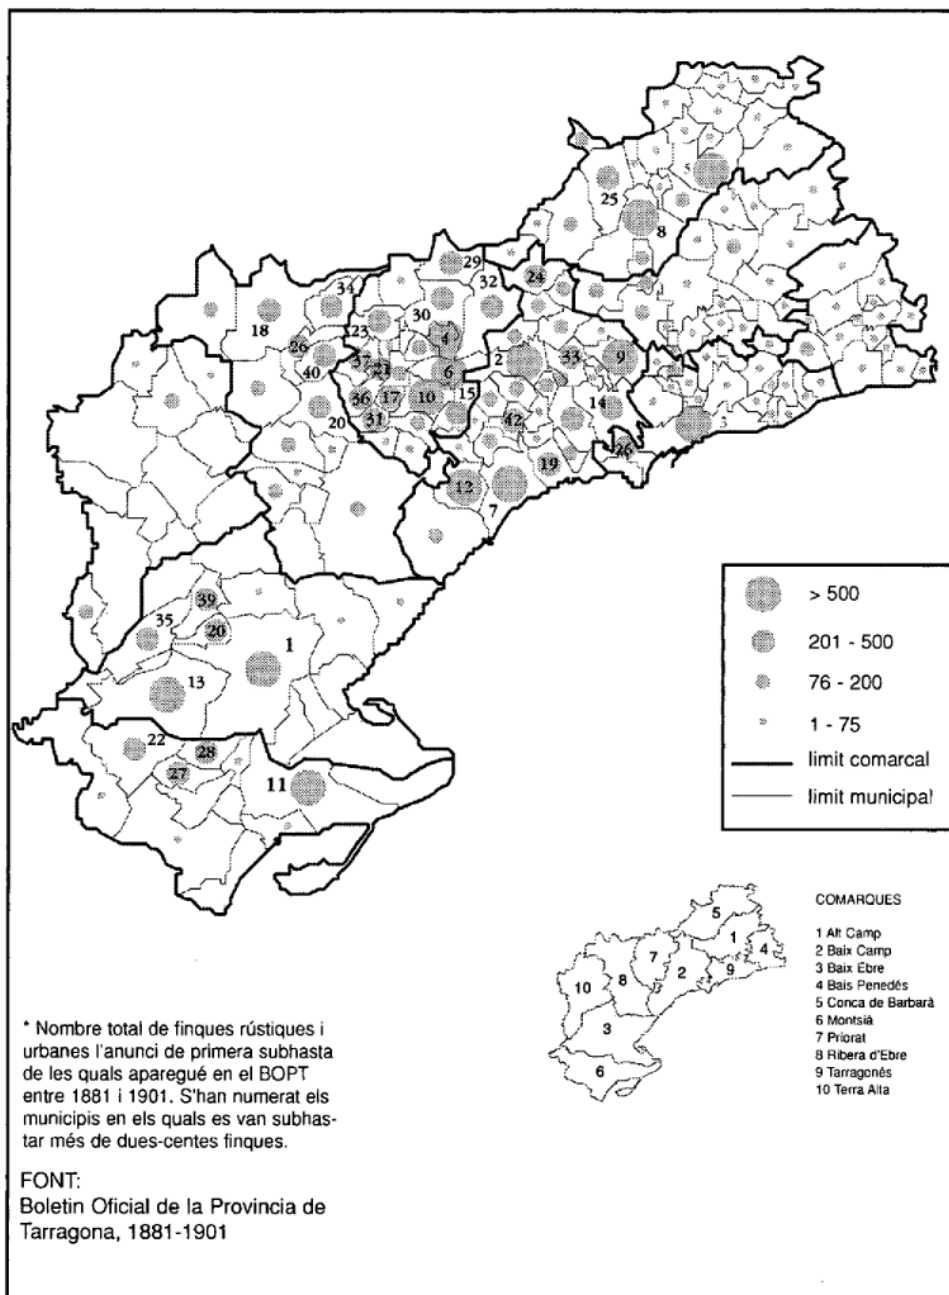 5
25
8
29
24
32
34
30
18
23
4
26
2
33
9
37
21
6
40
36
17
10
15
14
31
20
42
3
26
19
12
7
39
35
20
1
13
22
28
27
11
> 500
201 - 500
76 - 200
1 - 75
limit comarcal
limit municipal
5
1
4
7
2
9
8
10
3
6
COMARQUES
1 Alt Camp
2 Baix Camp
3 Baix Ebre
4 Bais Penedés
5 Conca de Barbarà
6 Montsià
7 Priorat
8 Ribera d'Ebre
9 Tarragonés
10 Terra Alta
* Nombre total de finques rústiques i
urbanes l'anunci de primera subhasta
de les quals aparegué en el BOPT
entre 1881 i 1901. S'han numerat els
municipis en els quals es van subhas-
tar més de dues-centes finques.
FONT:
Boletin Oficial de la Provincia de
Tarragona, 1881-1901